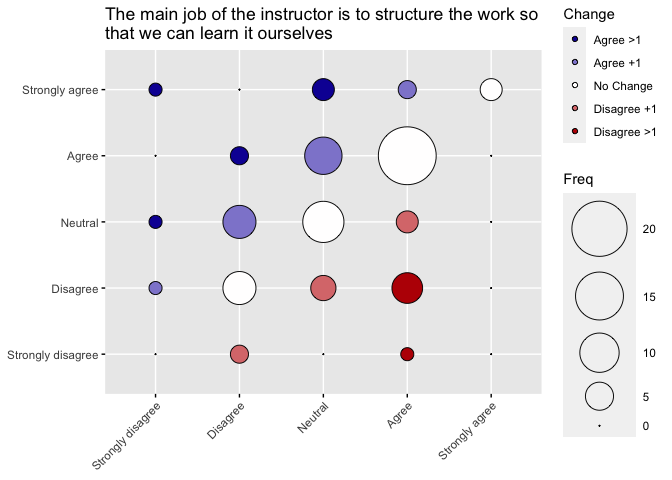 The main job of the instructor is to structure the work so
that we can learn it ourselves
Strongly agree
Agree
Neutral
Disagree
Strongly disagree
Strongly disagree
Disagree
Neutral
Agree
Strongly agree
Change
Agree >1
Agree +1
No Change
Disagree +1
Disagree >1
Freq
20
15
10
5
0